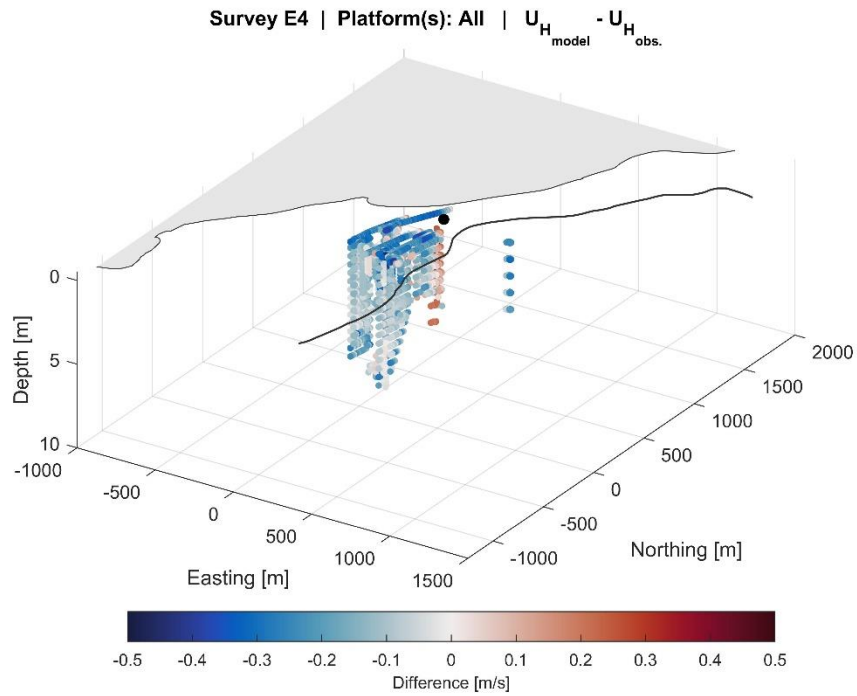 Survey E4 | Platform(s): All | U_H_model - U_H_obs.
0
5
10
Depth [m]
-1000
-500
0
500
1000
1500
Easting [m]
2000
1500
1000
500
0
-500
-1000
Northing [m]
-0.5 -0.4 -0.3 -0.2 -0.1 0 0.1 0.2 0.3 0.4 0.5
Difference [m/s]